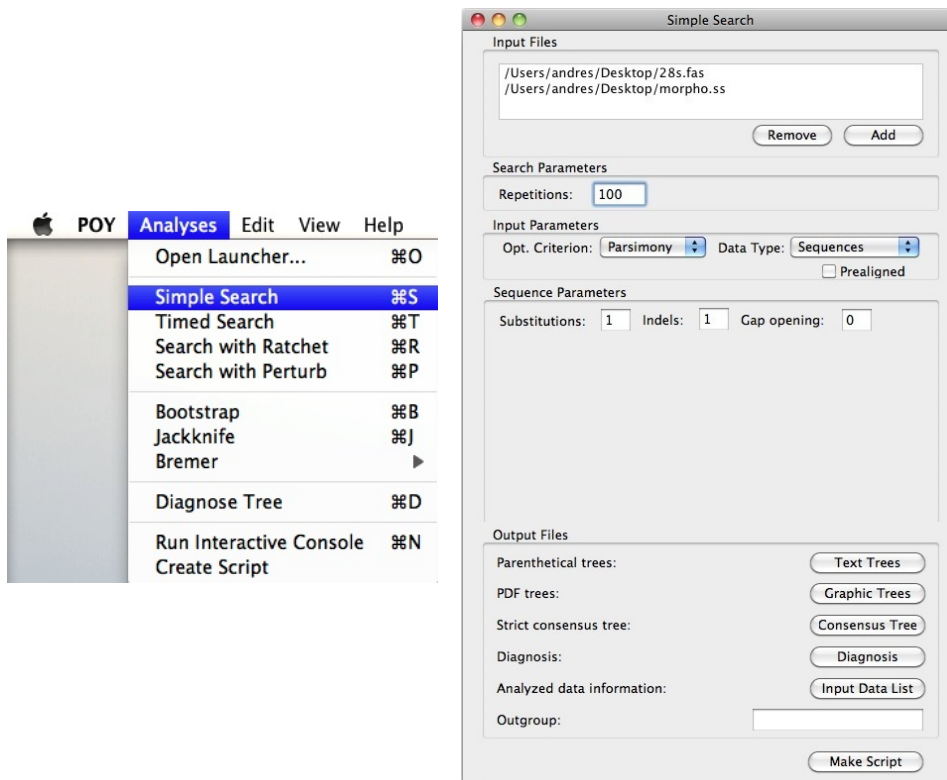 POY Analyses Edit View Help
Open Launcher... ⌘O
Simple Search ⌘S
Timed Search ⌘T
Search with Ratchet ⌘R
Search with Perturb ⌘P
Bootstrap ⌘B
Jackknife ⌘J
Bremer
Diagnose Tree ⌘D
Run Interactive Console ⌘N
Create Script
Simple Search
Input Files
/Users/andres/Desktop/28s.fas
/Users/andres/Desktop/morpho.ss
Remove Add
Search Parameters
Repetitions: 100
Input Parameters
Opt. Criterion: Parsimony Data Type: Sequences
Prealigned
Sequence Parameters
Substitutions: 1 Indels: 1 Gap opening: 0
Output Files
Parenthetical trees: Text Trees
PDF trees: Graphic Trees
Strict consensus tree: Consensus Tree
Diagnosis: Diagnosis
Analyzed data information: Input Data List
Outgroup:
Make Script